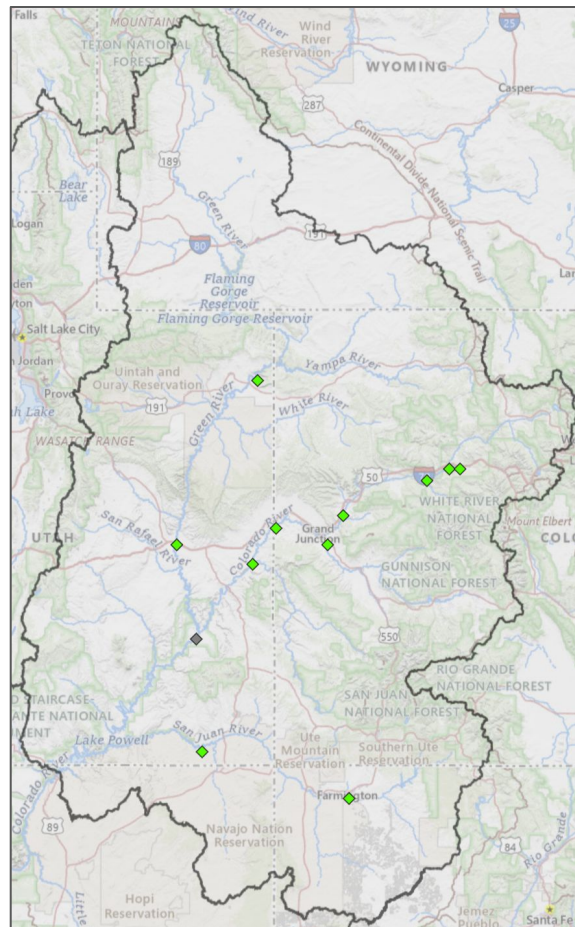 Falls
MOUNTAINS
TETON NATIONAL
FOREST
Wind River
Wind
River
Reservation
25
WYOMING
Casper
287
189
Continental Divide National Scenic Trail
Bear
Lake
Logan
Green River
80
191
Lar
Flaming
Gorge
Reservoir
Flaming Gorge Reservoir
den
yton
Salt Lake City
h Jordan
Uintah and
Ouray Reservation
Yampa River
Provo
ah Lake
191
Green River
White River
WASATCH RANGE
50
WHITE RIVER
NATIONAL
FOREST
Mount Elbert
San Rafael River
Colorado River
Grand
Junction
UTAH
COLO
GUNNISON
NATIONAL FOREST
550
RIO GRANDE
NATIONAL FOREST
D STAIRCASE-
ANTE NATIONAL
NMENT
SAN JUAN
NATIONAL FOREST
Lake Powell
San Juan River
Ute
Mountain
Reservation
Southern Ute
Reservation
Colorado River
Farmington
89
Navajo Nation
Reservation
84
Rio Grande
Hopi
Reservation
Little
Jemez
Pueblo
Santa Fe